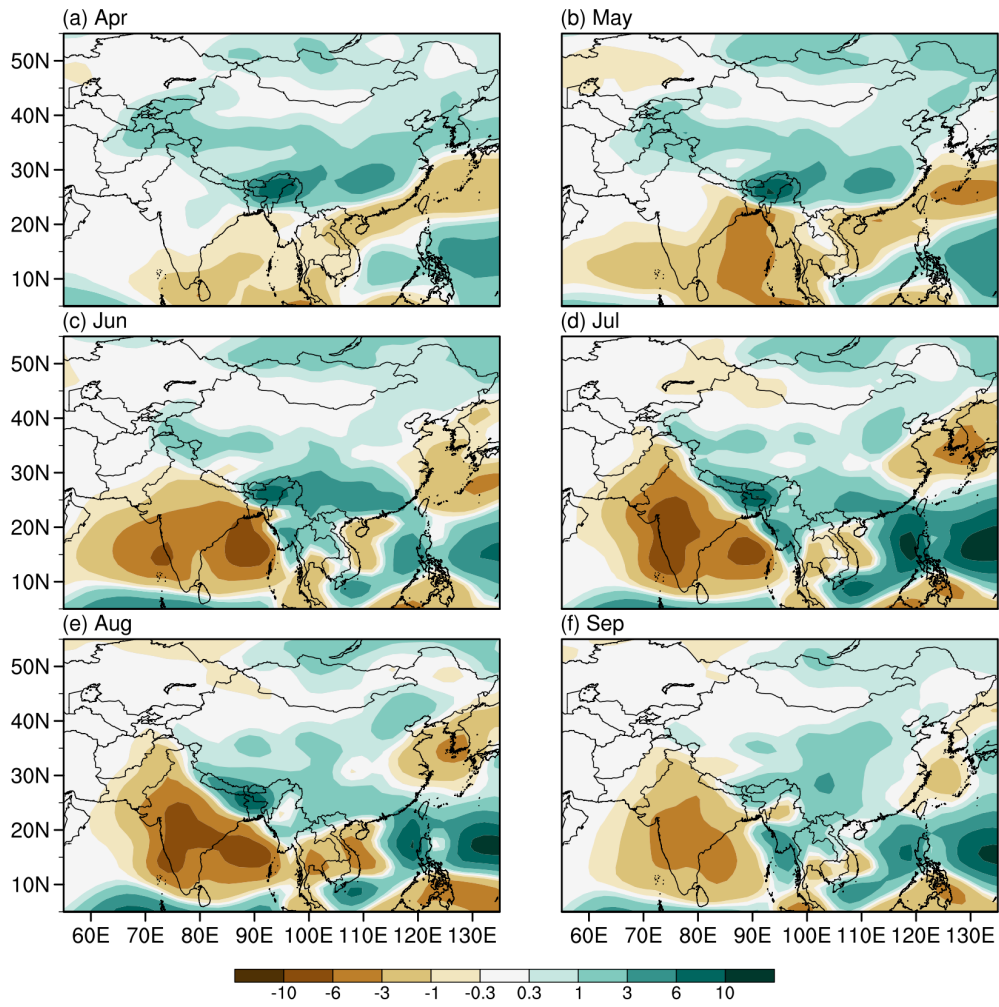 (a) Apr
(b) May
50N
40N
30N
20N
10N
(c) Jun
(d) Jul
50N
40N
30N
20N
10N
(e) Aug
(f) Sep
50N
40N
30N
20N
10N
60E 70E 80E 90E 100E 110E 120E 130E
60E 70E 80E 90E 100E 110E 120E 130E
-10 -6 -3 -1 -0.3 0.3 1 3 6 10